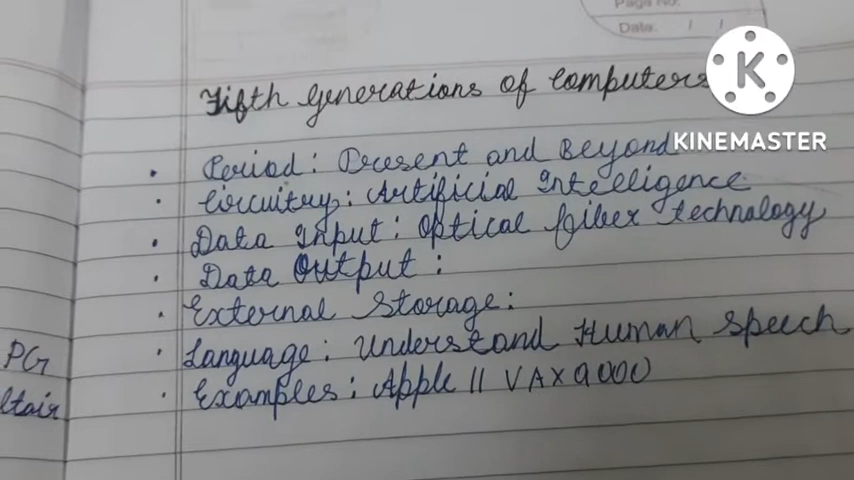 Page No.
Date: / /
Fifth generations of computers
KINEMASTER
• Period: Present and Beyond
• Circuitry: Artificial Intelligence
• Data Input: Optical fiber technology
• Data Output:
• External Storage:
• Language: Understand Human Speech
• Examples: Apple II VAX 9000
PG
ltair